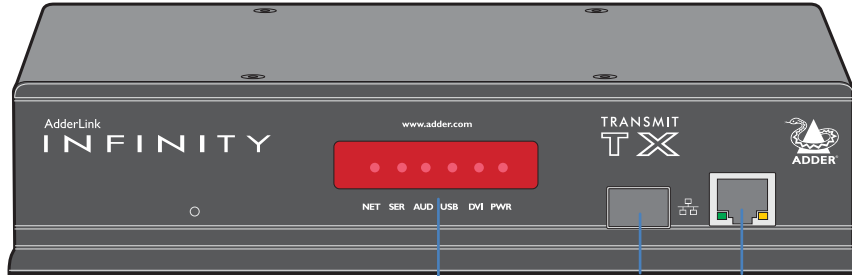 AdderLink
INFINITY
www.adder.com
NET SER AUD USB DVI PWR
TRANSMIT
TX
ADDER®